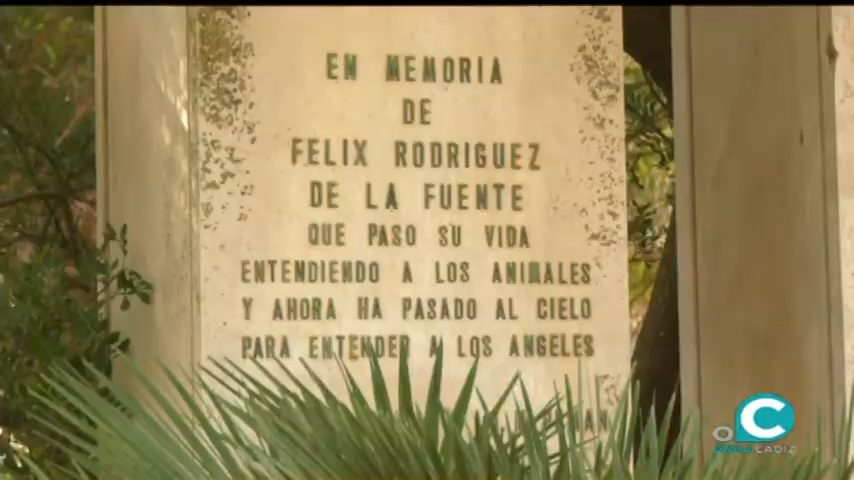 EN MEMORIA
DE
FELIX RODRIGUEZ
DE LA FUENTE
QUE PASO SU VIDA
ENTENDIENDO A LOS ANIMALES
Y AHORA HA PASADO AL CIELO
PARA ENTENDER A LOS ANGELES
C
ONDACADIZ